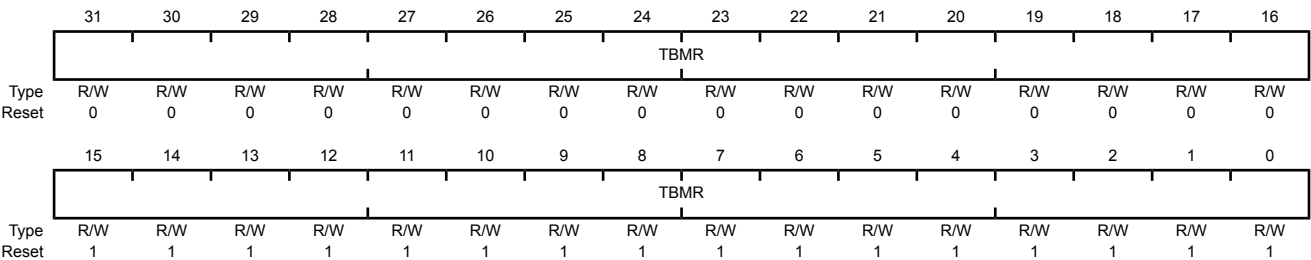 31 30 29 28 27 26 25 24 23 22 21 20 19 18 17 16
TBMR
Type R/W R/W R/W R/W R/W R/W R/W R/W R/W R/W R/W R/W R/W R/W R/W R/W
Reset 0 0 0 0 0 0 0 0 0 0 0 0 0 0 0 0
15 14 13 12 11 10 9 8 7 6 5 4 3 2 1 0
TBMR
Type R/W R/W R/W R/W R/W R/W R/W R/W R/W R/W R/W R/W R/W R/W R/W R/W
Reset 1 1 1 1 1 1 1 1 1 1 1 1 1 1 1 1